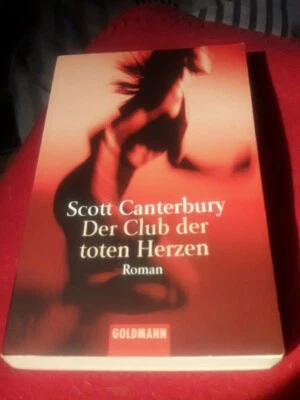 Scott Canterbury
Der Club der
toten Herzen
Roman
GOLDMANN